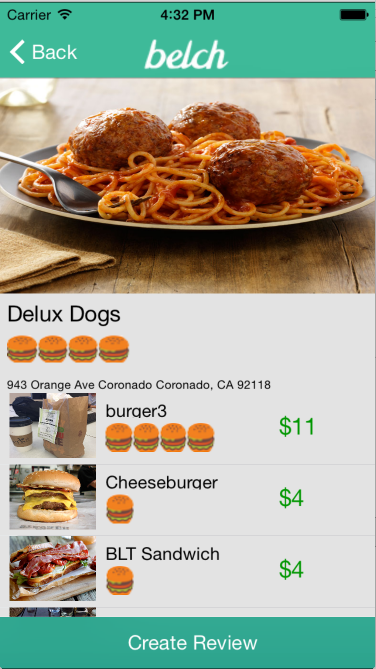 Carrier 4:32 PM
Back belch
Delux Dogs
943 Orange Ave Coronado Coronado, CA 92118
burger3
$11
Cheeseburger
$4
BLT Sandwich
$4
Create Review